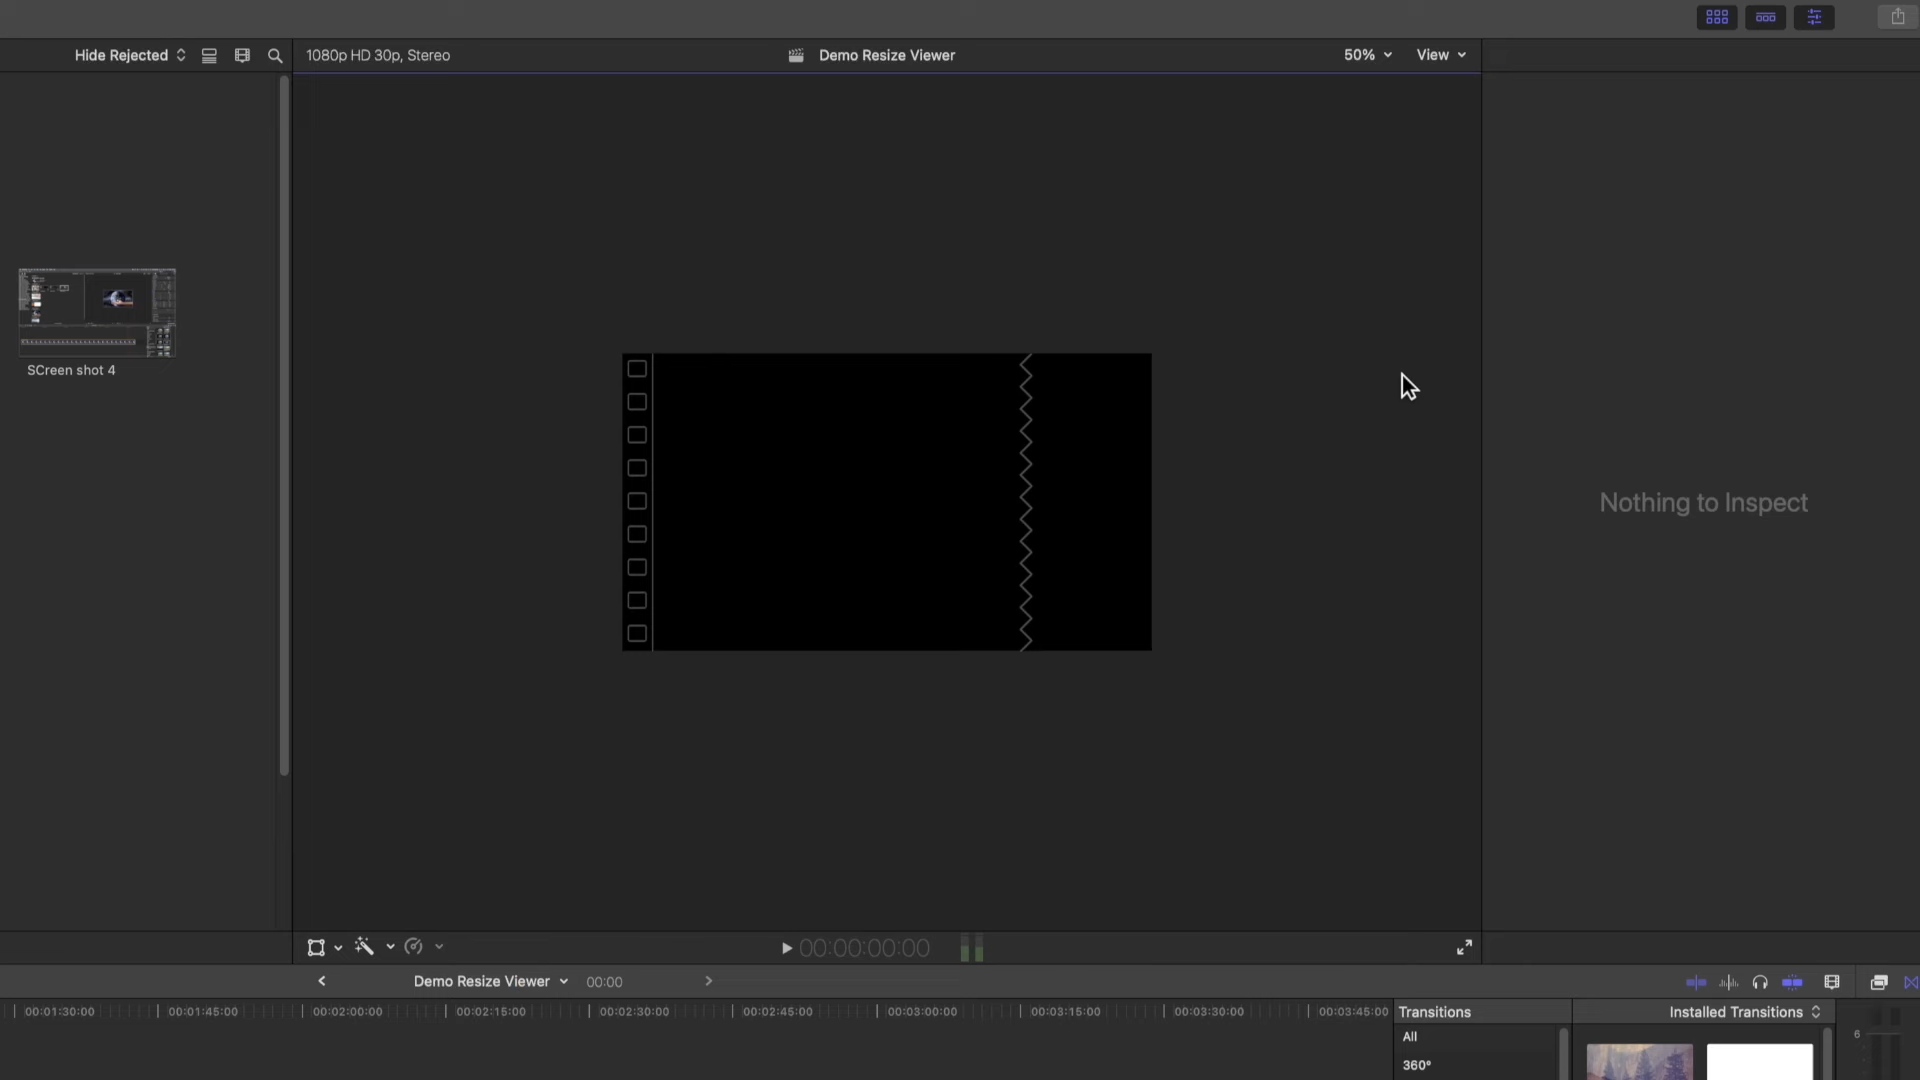 Hide Rejected
1080p HD 30p, Stereo
Demo Resize Viewer
50%
View
SCreen shot 4
Nothing to Inspect
00:00:00:00
Demo Resize Viewer
00:00
00:01:30:00 00:01:45:00 00:02:00:00 00:02:15:00 00:02:30:00 00:02:45:00 00:03:00:00 00:03:15:00 00:03:30:00 00:03:45:00
Transitions
Installed Transitions
All
6
360°